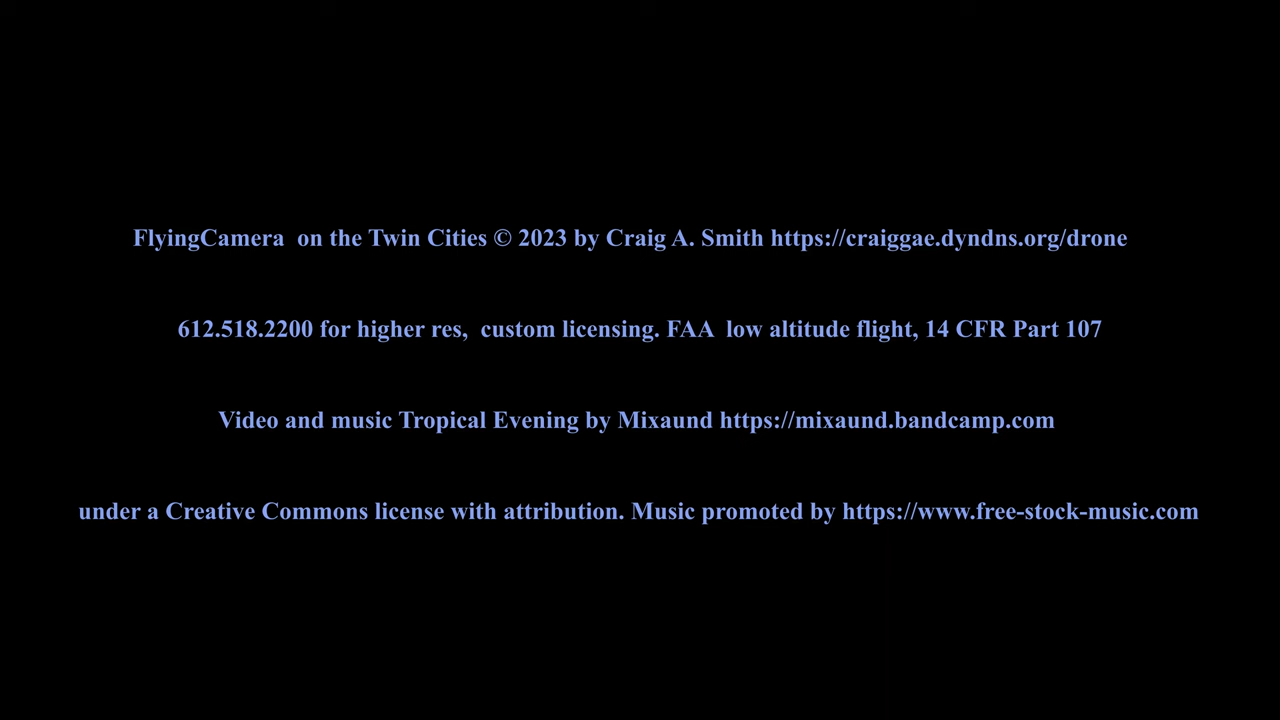 FlyingCamera  on the Twin Cities © 2023 by Craig A. Smith https://craiggae.dyndns.org/drone
612.518.2200 for higher res,  custom licensing. FAA  low altitude flight, 14 CFR Part 107
Video and music Tropical Evening by Mixaund https://mixaund.bandcamp.com
under a Creative Commons license with attribution. Music promoted by https://www.free-stock-music.com